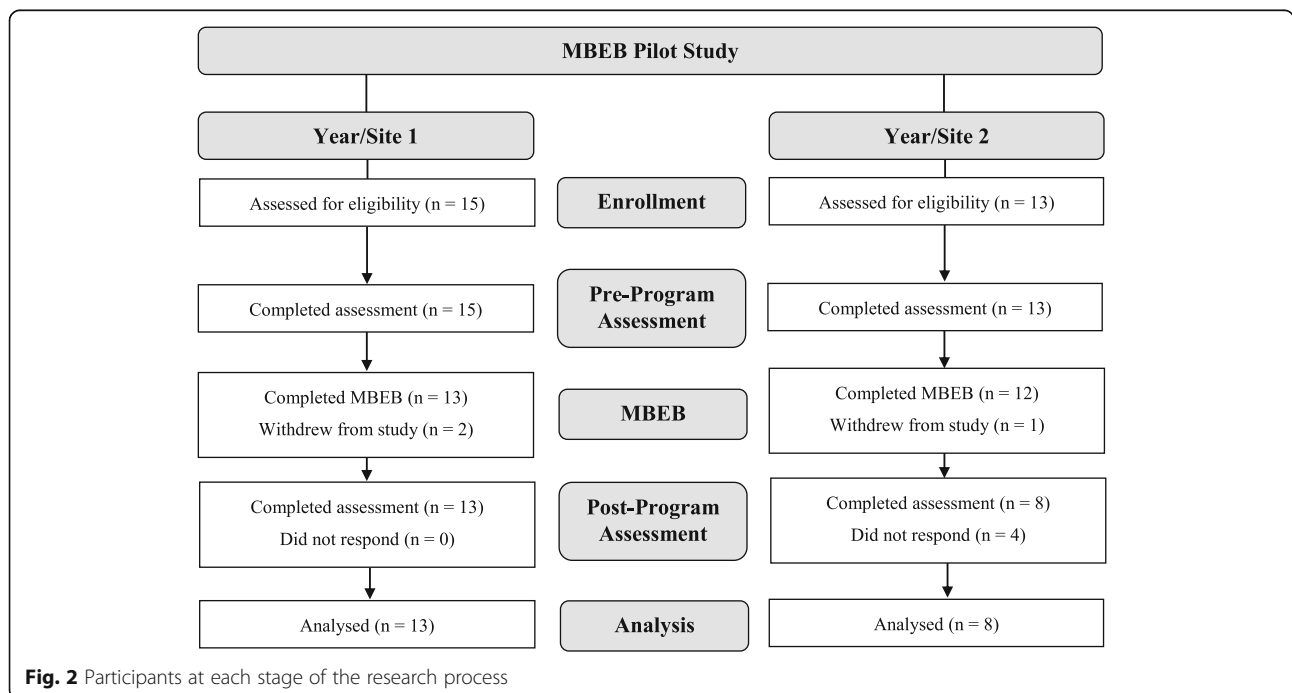 MBEB Pilot Study
Year/Site 1
Year/Site 2
Assessed for eligibility (n = 15)
Enrollment
Assessed for eligibility (n = 13)
Completed assessment (n = 15)
Pre-Program
Assessment
Completed assessment (n = 13)
Completed MBEB (n = 13)
Withdrew from study (n = 2)
MBEB
Completed MBEB (n = 12)
Withdrew from study (n = 1)
Completed assessment (n = 13)
Did not respond (n = 0)
Post-Program
Assessment
Completed assessment (n = 8)
Did not respond (n = 4)
Analysed (n = 13)
Analysis
Analysed (n = 8)
Fig. 2 Participants at each stage of the research process